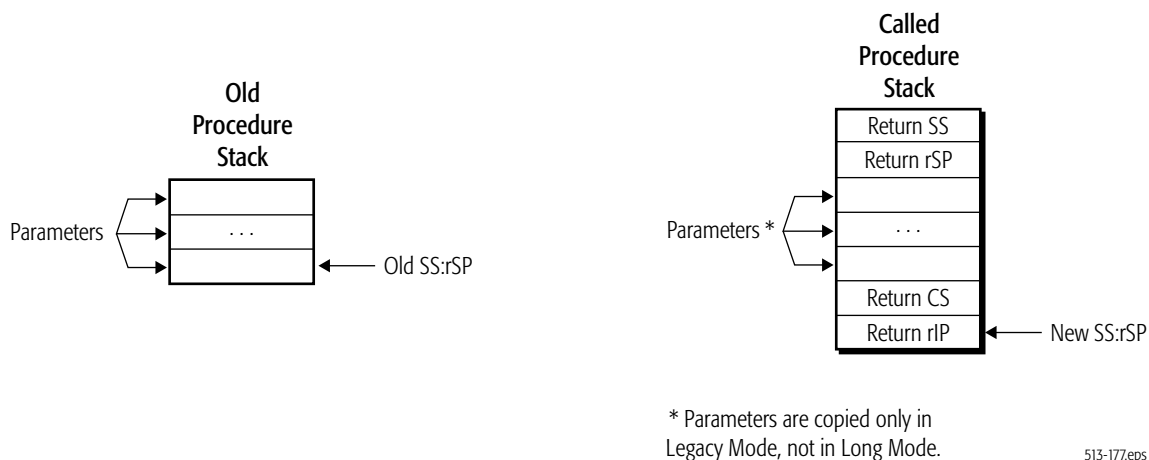 Old
Procedure
Stack
Parameters
. . .
Old SS:rSP
Called
Procedure
Stack
Return SS
Return rSP
Parameters *
. . .
Return CS
Return rIP
New SS:rSP
* Parameters are copied only in
Legacy Mode, not in Long Mode.
513-177.eps